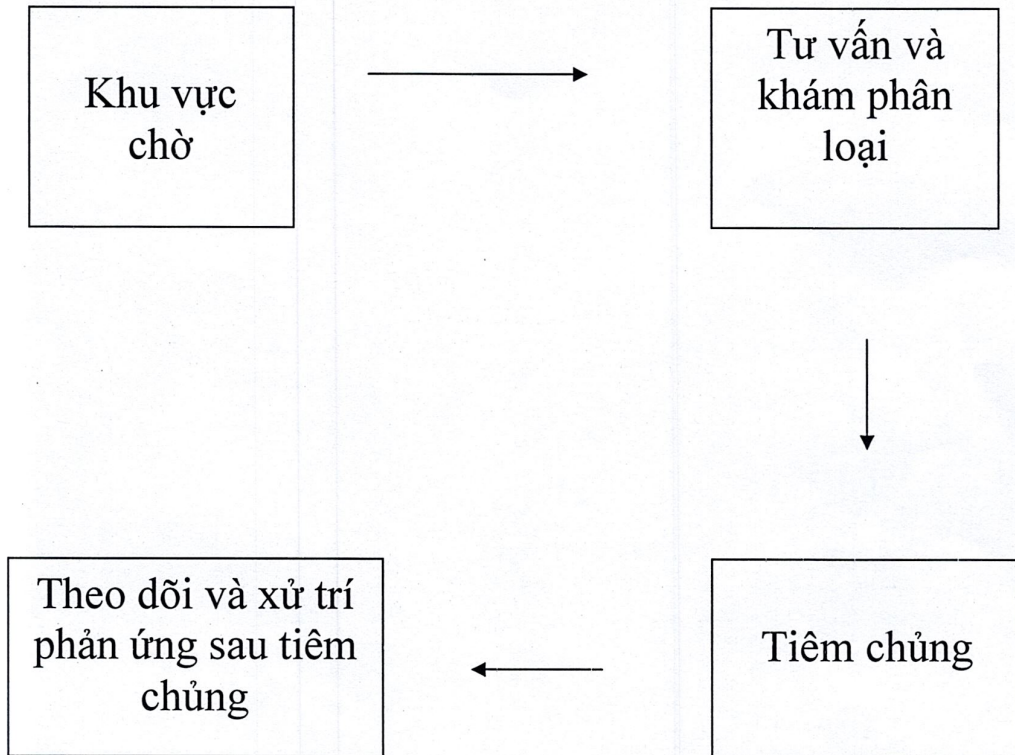 Khu vực
chờ
Tư vấn và
khám phân
loại
Tiêm chủng
Theo dõi và xử trí
phản ứng sau tiêm
chủng